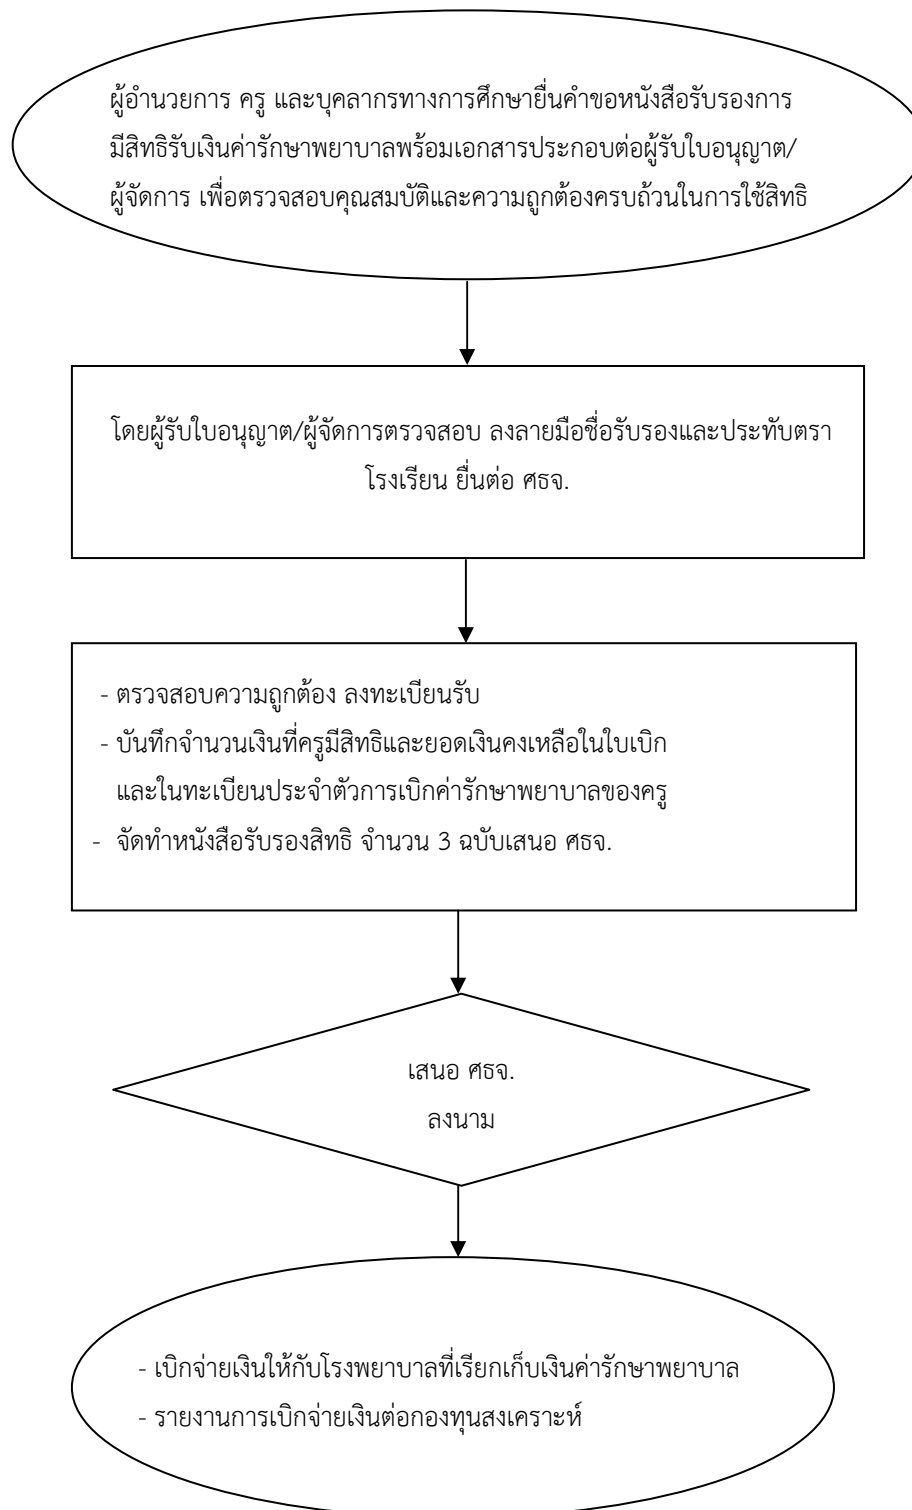 ผู้อำนวยการ ครู และบุคลากรทางการศึกษายื่นคำขอหนังสือรับรองการ
มีสิทธิรับเงินค่ารักษาพยาบาลพร้อมเอกสารประกอบต่อผู้รับใบอนุญาต/
ผู้จัดการ เพื่อตรวจสอบคุณสมบัติและความถูกต้องครบถ้วนในการใช้สิทธิ
โดยผู้รับใบอนุญาต/ผู้จัดการตรวจสอบ ลงลายมือชื่อรับรองและประทับตรา
โรงเรียน ยื่นต่อ ศธจ.
- ตรวจสอบความถูกต้อง ลงทะเบียนรับ
- บันทึกจำนวนเงินที่ครูมีสิทธิและยอดเงินคงเหลือในใบเบิก
และในทะเบียนประจำตัวการเบิกค่ารักษาพยาบาลของครู
- จัดทำหนังสือรับรองสิทธิ จำนวน 3 ฉบับเสนอ ศธจ.
เสนอ ศธจ.
ลงนาม
- เบิกจ่ายเงินให้กับโรงพยาบาลที่เรียกเก็บเงินค่ารักษาพยาบาล
- รายงานการเบิกจ่ายเงินต่อกองทุนสงเคราะห์